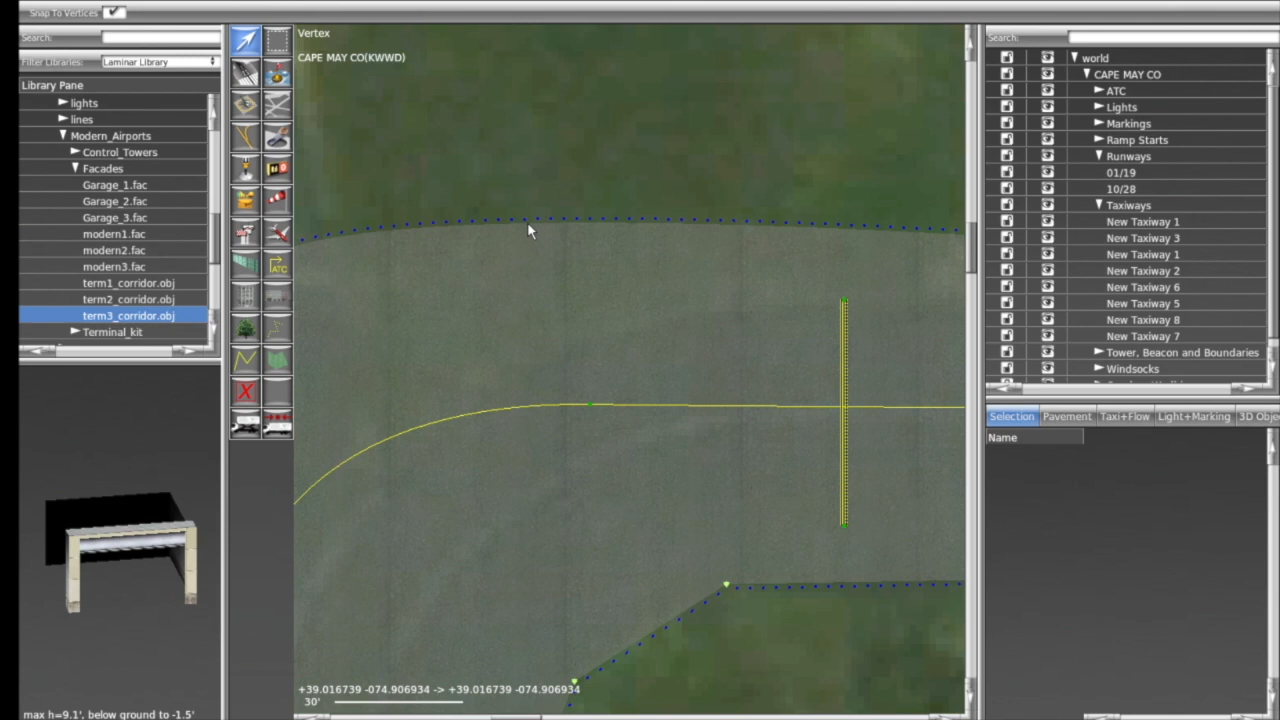 Snap To Vertices
Search:
Filter Libraries: Laminar Library
Library Pane
lights
lines
Modern_Airports
Control_Towers
Facades
Garage_1.fac
Garage_2.fac
Garage_3.fac
modern1.fac
modern2.fac
modern3.fac
term1_corridor.obj
term2_corridor.obj
term3_corridor.obj
Terminal_kit
max h=9.1', below ground to -1.5'
Vertex
CAPE MAY CO(KWWD)
ATC
+39.016739 -074.906934 -> +39.016739 -074.906934
30'
Search:
world
CAPE MAY CO
ATC
Lights
Markings
Ramp Starts
Runways
01/19
10/28
Taxiways
New Taxiway 1
New Taxiway 3
New Taxiway 1
New Taxiway 2
New Taxiway 6
New Taxiway 5
New Taxiway 8
New Taxiway 7
Tower, Beacon and Boundaries
Windsocks
Selection Pavement Taxi+Flow Light+Marking 3D Obje
Name